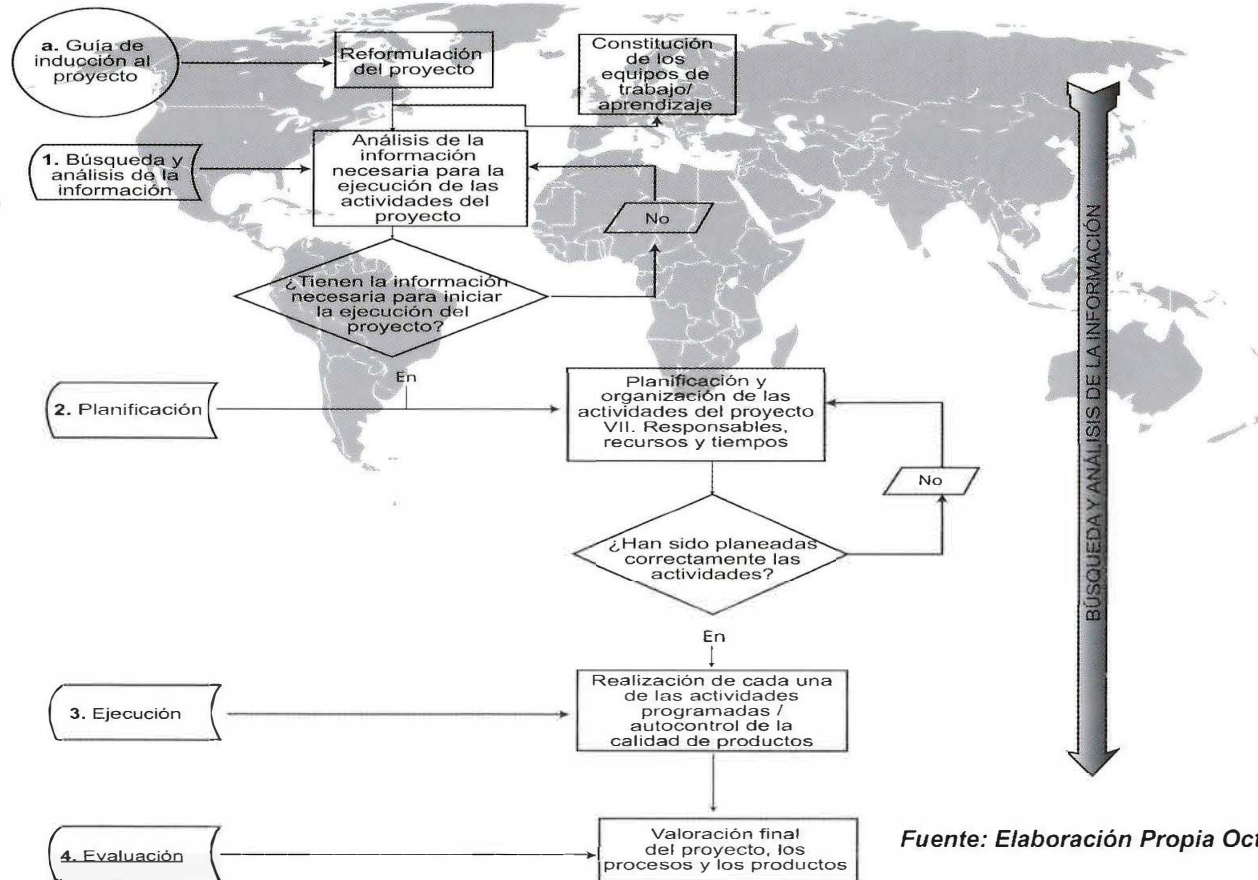 a. Guía de
inducción al
proyecto
Reformulación
del proyecto
Constitución
de los
equipos de
trabajo/
aprendizaje
1. Búsqueda y
análisis de la
información
Análisis de la
información
necesaria para la
ejecución de las
actividades del
proyecto
No
¿Tienen la información
necesaria para iniciar
la ejecución del
proyecto?
En
2. Planificación
Planificación y
organización de las
actividades del proyecto
VII. Responsables,
recursos y tiempos
No
¿Han sido planeadas
correctamente las
actividades?
En
3. Ejecución
Realización de cada una
de las actividades
programadas /
autocontrol de la
calidad de productos
4. Evaluación
Valoración final
del proyecto, los
procesos y los productos
BÚSQUEDA Y ANÁLISIS DE LA INFORMACIÓN
Fuente: Elaboración Propia Oct